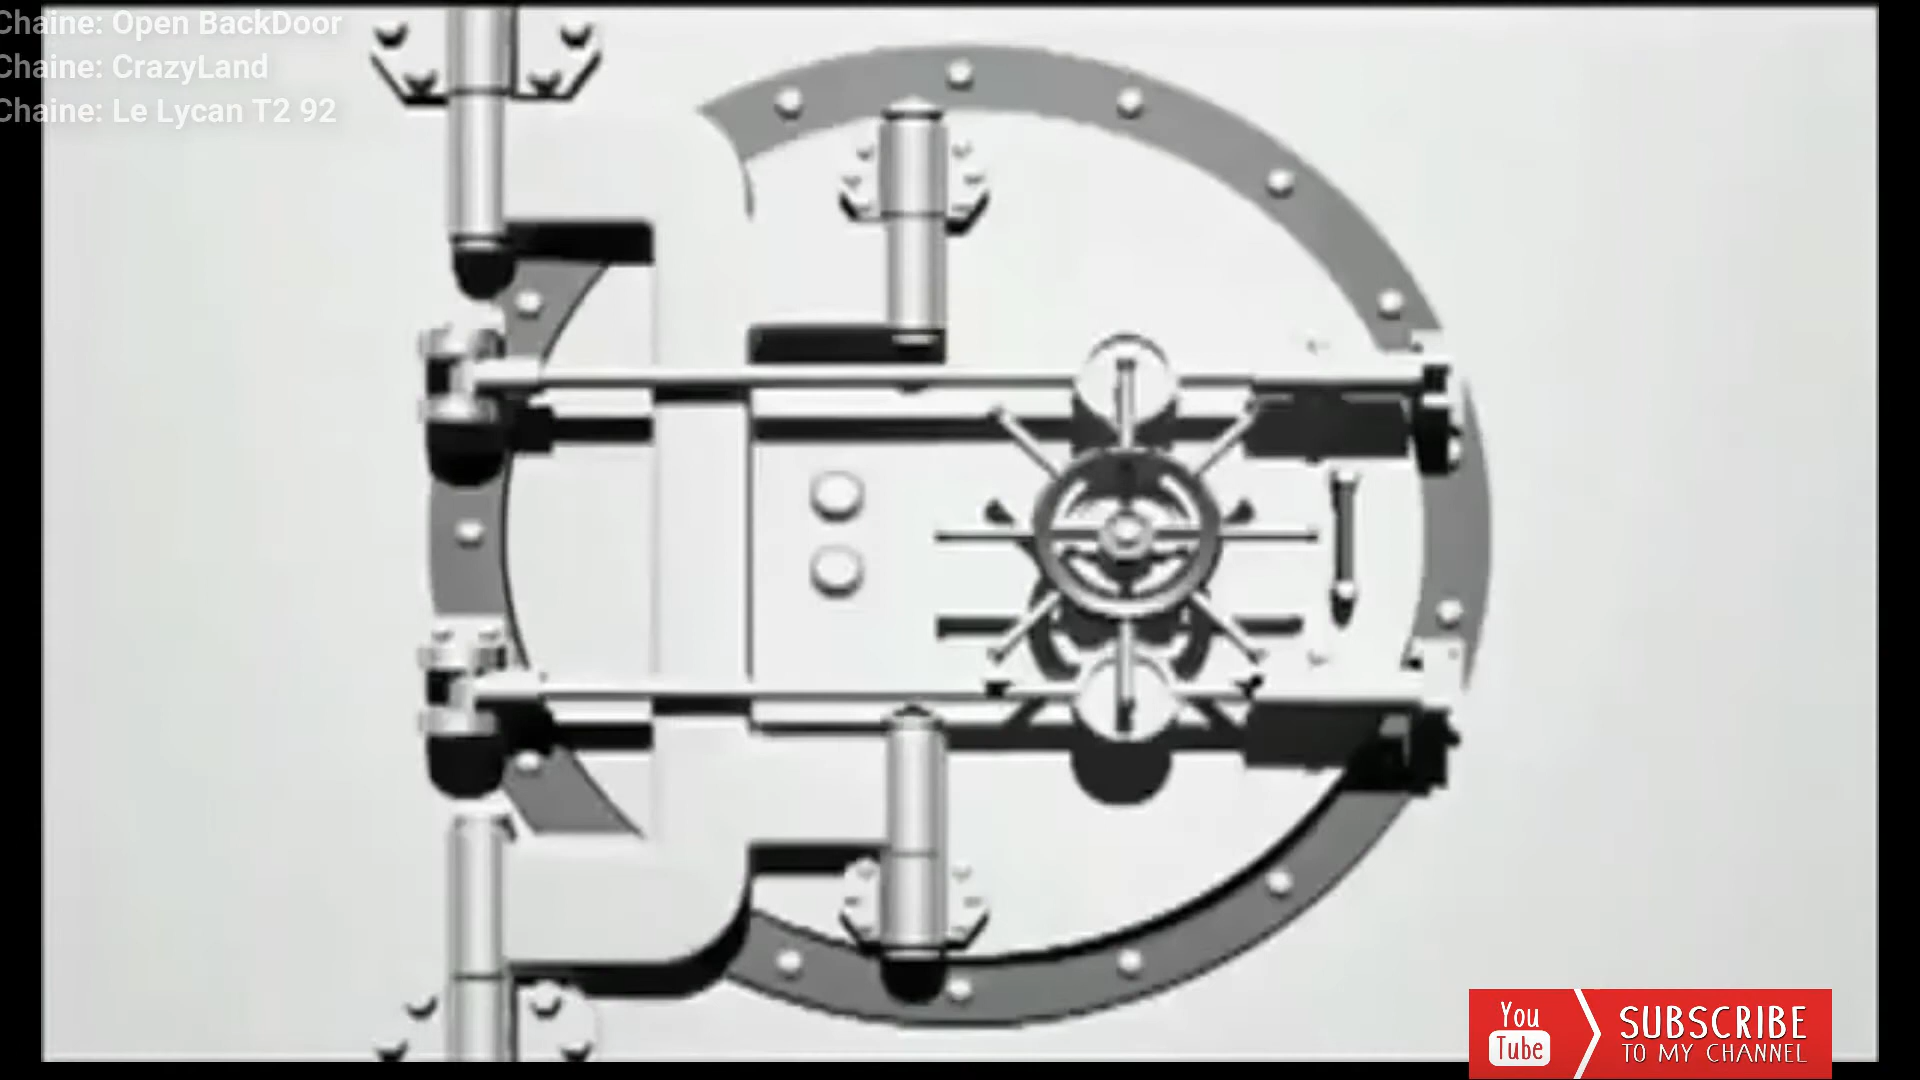 Chaine: Open BackDoor
Chaine: CrazyLand
Chaine: Le Lycan T2 92
You
Tube
SUBSCRIBE
TO MY CHANNEL